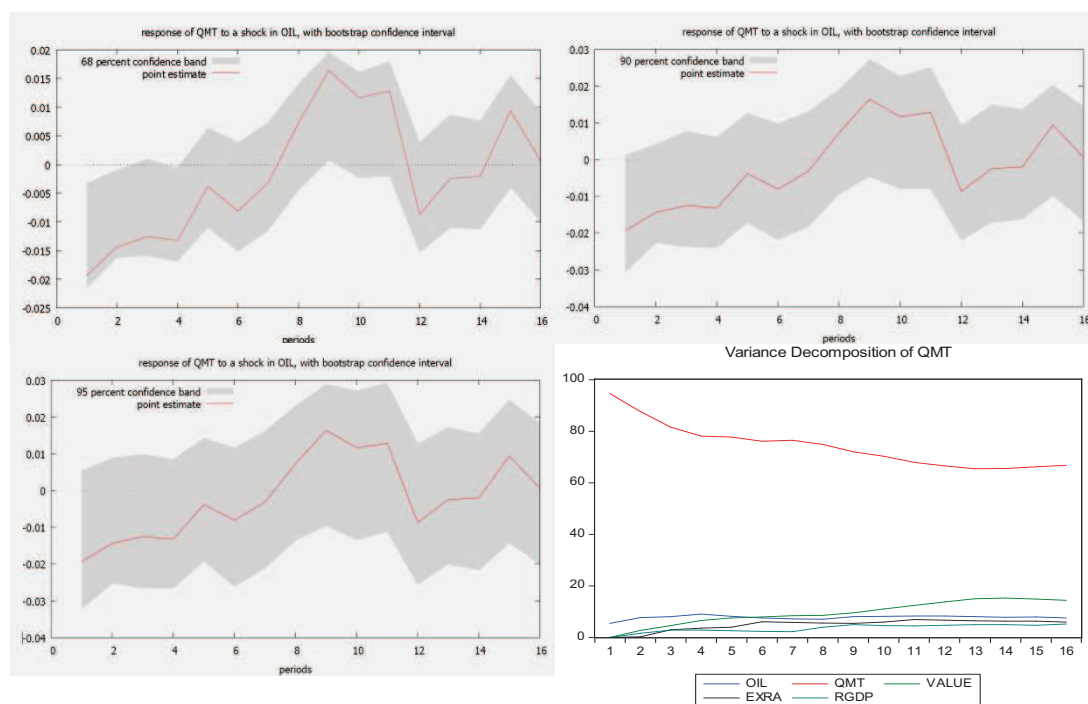 response of QMT to a shock in OIL, with bootstrap confidence interval
0.02
0.015
0.01
0.005
0
-0.005
-0.01
-0.015
-0.02
-0.025
68 percent confidence band
point estimate
0 2 4 6 8 10 12 14 16
periods
response of QMT to a shock in OIL, with bootstrap confidence interval
0.03
0.02
0.01
0
-0.01
-0.02
-0.03
-0.04
90 percent confidence band
point estimate
0 2 4 6 8 10 12 14 16
periods
response of QMT to a shock in OIL, with bootstrap confidence interval
0.03
0.02
0.01
0
-0.01
-0.02
-0.03
-0.04
95 percent confidence band
point estimate
0 2 4 6 8 10 12 14 16
periods
Variance Decomposition of QMT
100
80
60
40
20
0
1 2 3 4 5 6 7 8 9 10 11 12 13 14 15 16
OIL QMT VALUE
EXRA RGDP